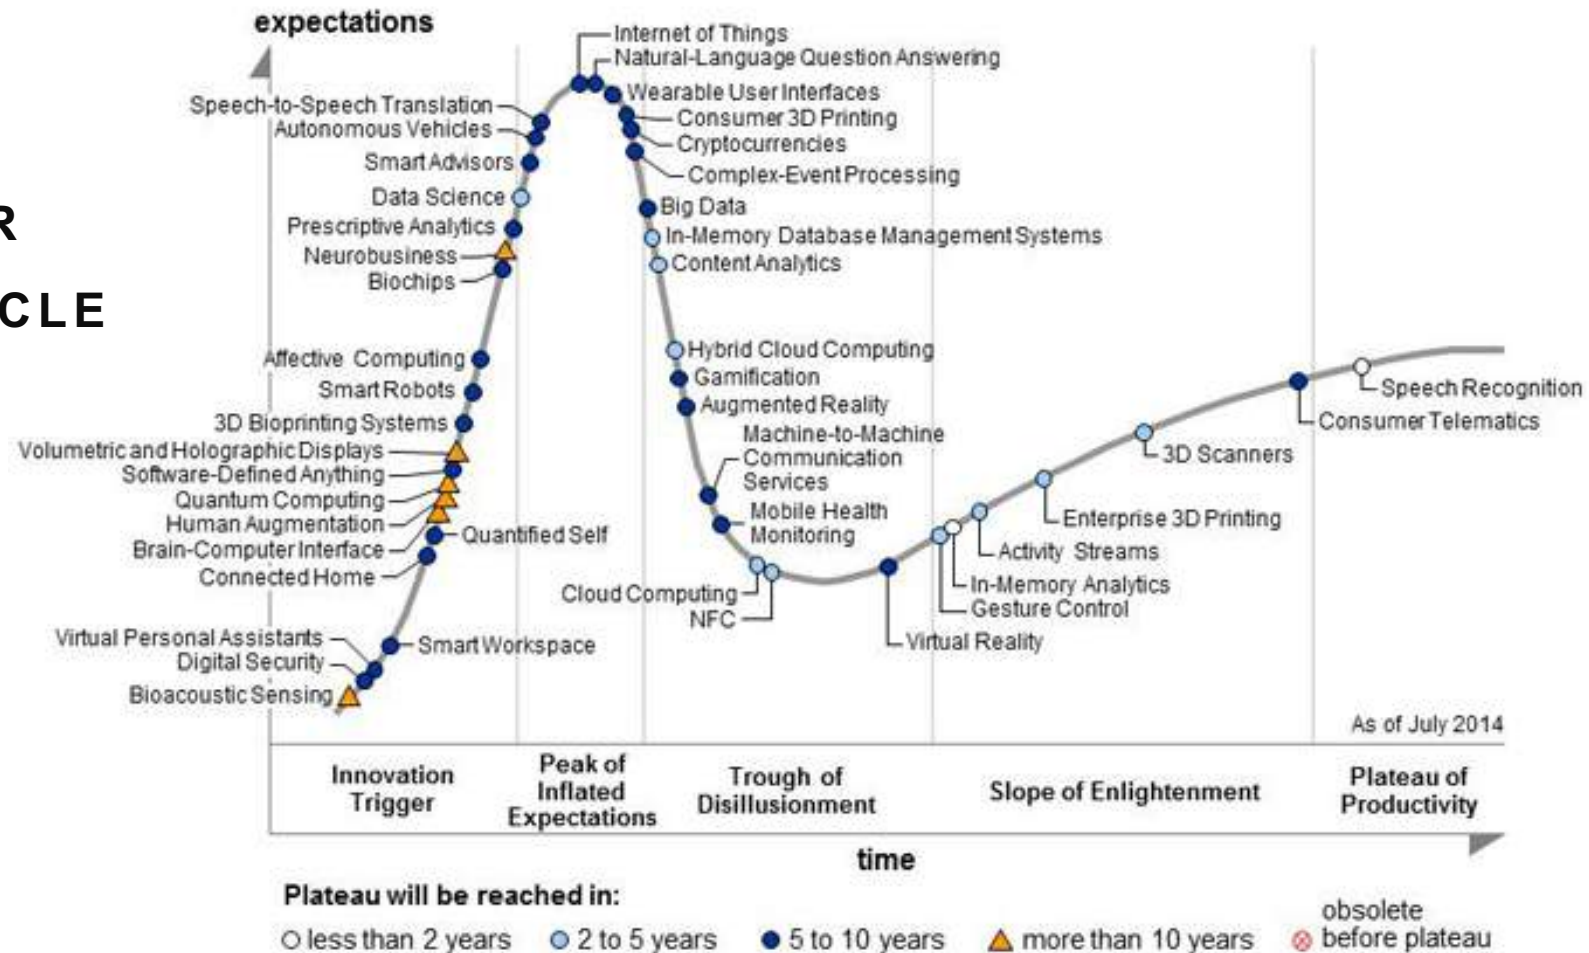 R
CLE
expectations
Internet of Things
Natural-Language Question Answering
Wearable User Interfaces
Consumer 3D Printing
Cryptocurrencies
Complex-Event Processing
Speech-to-Speech Translation
Autonomous Vehicles
Smart Advisors
Data Science
Prescriptive Analytics
Neurobusiness
Biochips
Big Data
In-Memory Database Management Systems
Content Analytics
Affective Computing
Smart Robots
3D Bioprinting Systems
Volumetric and Holographic Displays
Software-Defined Anything
Quantum Computing
Human Augmentation
Brain-Computer Interface
Connected Home
Quantified Self
Hybrid Cloud Computing
Gamification
Augmented Reality
Machine-to-Machine
Communication
Services
Mobile Health
Monitoring
Cloud Computing
NFC
Virtual Personal Assistants
Digital Security
Bioacoustic Sensing
Smart Workspace
Speech Recognition
Consumer Telematics
3D Scanners
Enterprise 3D Printing
Activity Streams
In-Memory Analytics
Gesture Control
Virtual Reality
As of July 2014
Innovation
Trigger
Peak of
Inflated
Expectations
Trough of
Disillusionment
Slope of Enlightenment
Plateau of
Productivity
time
Plateau will be reached in:
less than 2 years
2 to 5 years
5 to 10 years
more than 10 years
obsolete
before plateau